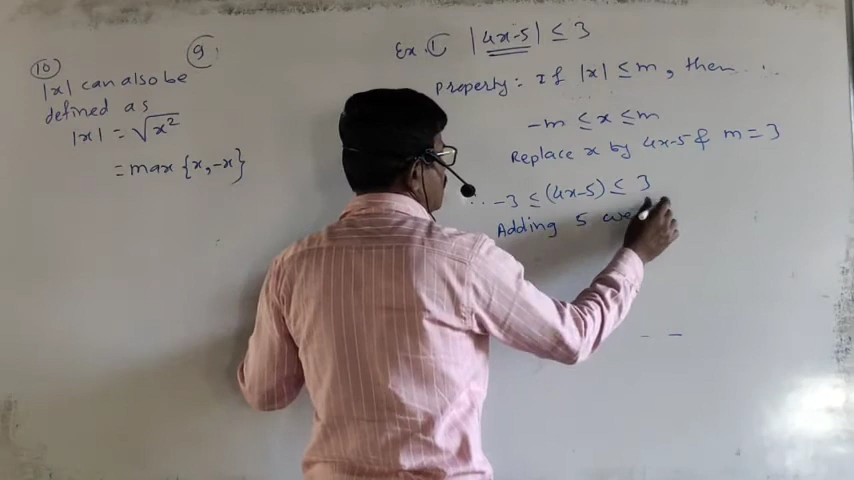 10 |x| can also be
defined as
|x| = √x²
= max {x, -x}
9
Ex. 1 |4x-5| ≤ 3
Property: If |x| ≤ m, then ...
-m ≤ x ≤ m
Replace x by 4x-5 & m = 3
-3 ≤ (4x-5) ≤ 3
Adding 5 we